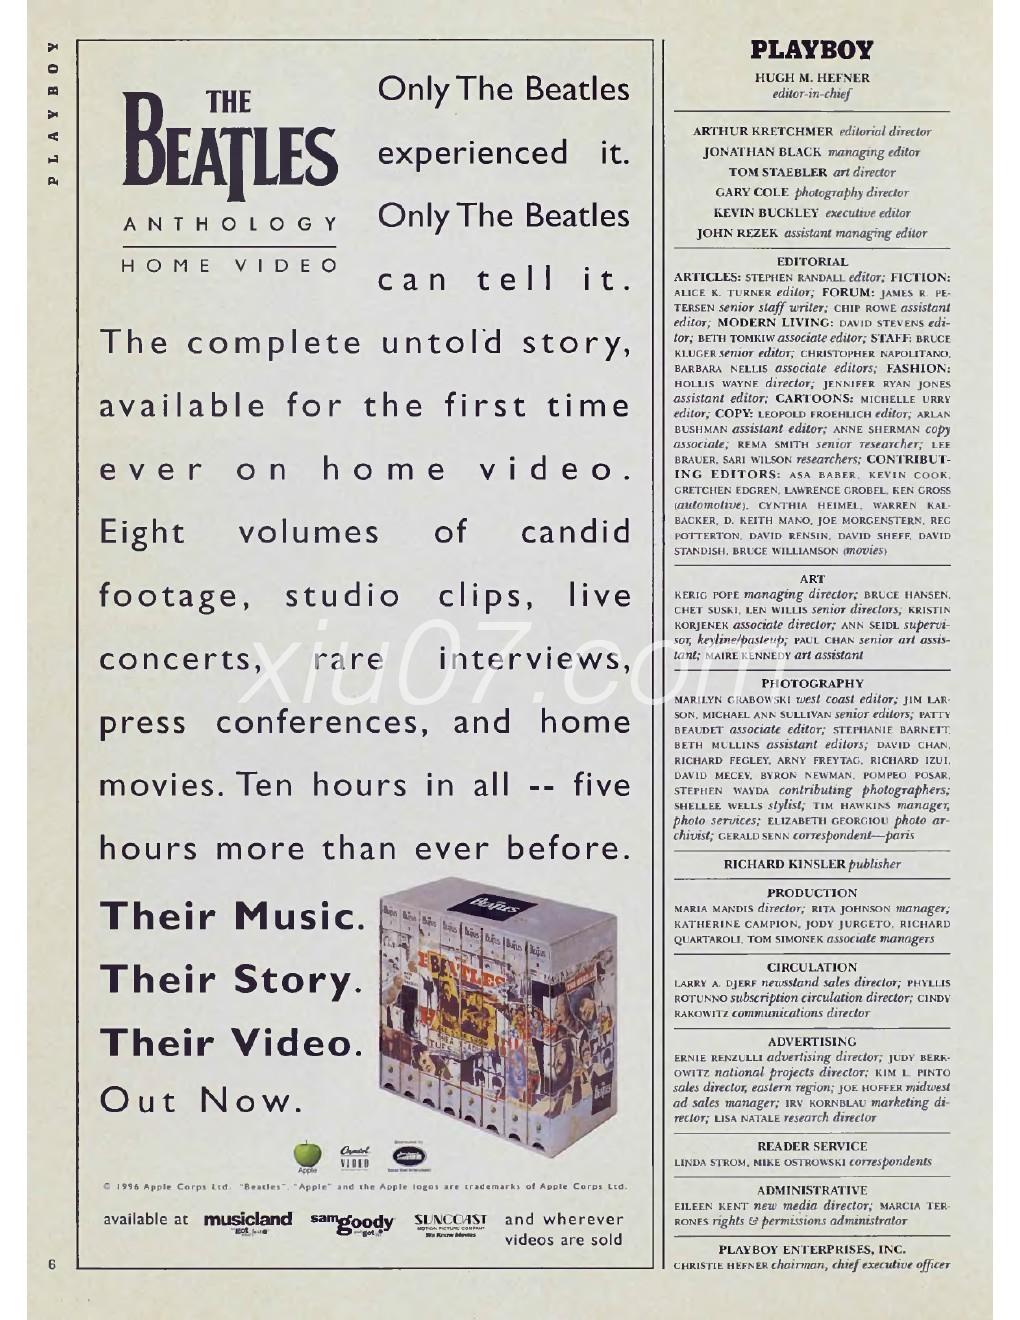 PLAYBOY
THE
BEATLES
ANTHOLOGY
HOME VIDEO
Only The Beatles
experienced it.
Only The Beatles
can tell it.
The complete untold story,
available for the first time
ever on home video.
Eight volumes of candid
footage, studio clips, live
concerts, rare interviews,
press conferences, and home
movies. Ten hours in all -- five
hours more than ever before.
Their Music.
Their Story.
Their Video.
Out Now.
Apple
Capitol
VIDEO
© 1996 Apple Corps Ltd. "Beatles", "Apple" and the Apple logos are trademarks of Apple Corps Ltd.
available at musicland sam goody SUNCOAST and wherever
MOTION PICTURE COMPANY
We Know Movies
videos are sold
6
PLAYBOY
HUGH M. HEFNER
editor-in-chief
ARTHUR KRETCHMER editorial director
JONATHAN BLACK managing editor
TOM STAEBLER art director
GARY COLE photography director
KEVIN BUCKLEY executive editor
JOHN REZEK assistant managing editor
EDITORIAL
ARTICLES: STEPHEN RANDALL editor; FICTION:
ALICE K. TURNER editor; FORUM: JAMES R. PE-
TERSEN senior staff writer; CHIP ROWE assistant
editor; MODERN LIVING: DAVID STEVENS edi-
tor; BETH TOMKIW associate editor; STAFF: BRUCE
KLUGER senior editor; CHRISTOPHER NAPOLITANO,
BARBARA NELLIS associate editors; FASHION:
HOLLIS WAYNE director; JENNIFER RYAN JONES
assistant editor; CARTOONS: MICHELLE URRY
editor; COPY: LEOPOLD FROEHLICH editor; ARLAN
BUSHMAN assistant editor; ANNE SHERMAN copy
associate; REMA SMITH senior researcher; LEE
BRAUER, SARI WILSON researchers; CONTRIBUT-
ING EDITORS: ASA BABER, KEVIN COOK,
GRETCHEN EDGREN, LAWRENCE GROBEL, KEN GROSS
(automotive), CYNTHIA HEIMEL, WARREN KAL-
BACKER, D. KEITH MANO, JOE MORGENSTERN, REG
POTTERTON, DAVID RENSIN, DAVID SHEFF, DAVID
STANDISH, BRUCE WILLIAMSON (movies)
ART
KERIG POPE managing director; BRUCE HANSEN,
CHET SUSKI, LEN WILLIS senior directors; KRISTIN
KORJENEK associate director; ANN SEIDL supervi-
sor, keyline/pasteup; PAUL CHAN senior art assis-
tant; MAIRE KENNEDY art assistant
PHOTOGRAPHY
MARILYN GRABOWSKI west coast editor; JIM LAR-
SON, MICHAEL ANN SULLIVAN senior editors; PATTY
BEAUDET associate editor; STEPHANIE BARNETT,
BETH MULLINS assistant editors; DAVID CHAN,
RICHARD FEGLEY, ARNY FREYTAG, RICHARD IZUI,
DAVID MECEY, BYRON NEWMAN, POMPEO POSAR,
STEPHEN WAYDA contributing photographers;
SHELLEE WELLS stylist; TIM HAWKINS manager,
photo services; ELIZABETH GEORGIOU photo ar-
chivist; GERALD SENN correspondent—paris
RICHARD KINSLER publisher
PRODUCTION
MARIA MANDIS director; RITA JOHNSON manager;
KATHERINE CAMPION, JODY JURGETO, RICHARD
QUARTAROLI, TOM SIMONEK associate managers
CIRCULATION
LARRY A. DJERF newsstand sales director; PHYLLIS
ROTUNNO subscription circulation director; CINDY
RAKOWITZ communications director
ADVERTISING
ERNIE RENZULLI advertising director; JUDY BERK-
OWITZ national projects director; KIM L. PINTO
sales director, eastern region; JOE HOFFER midwest
ad sales manager; IRV KORNBLAU marketing di-
rector; LISA NATALE research director
READER SERVICE
LINDA STROM, MIKE OSTROWSKI correspondents
ADMINISTRATIVE
EILEEN KENT new media director; MARCIA TER-
RONES rights & permissions administrator
PLAYBOY ENTERPRISES, INC.
CHRISTIE HEFNER chairman, chief executive officer
xiu07.com